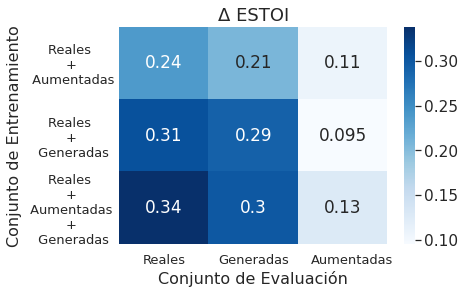 Δ ESTOI
Conjunto de Entrenamiento
Reales
+
Aumentadas
0.24 0.21 0.11
Reales
+
Generadas
0.31 0.29 0.095
Reales
+
Aumentadas
+
Generadas
0.34 0.3 0.13
Reales Generadas Aumentadas
Conjunto de Evaluación
0.30
0.25
0.20
0.15
0.10